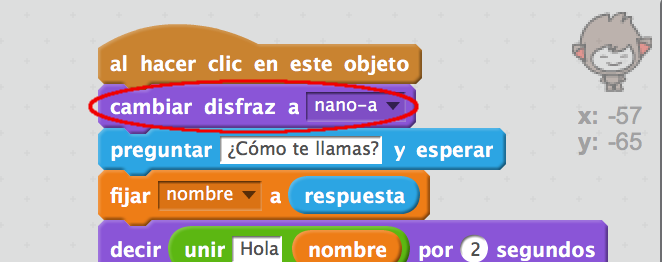 al hacer clic en este objeto
cambiar disfraz a nano-a
preguntar ¿Cómo te llamas? y esperar
fijar nombre a respuesta
decir unir Hola nombre por 2 segundos
x: -57
y: -65